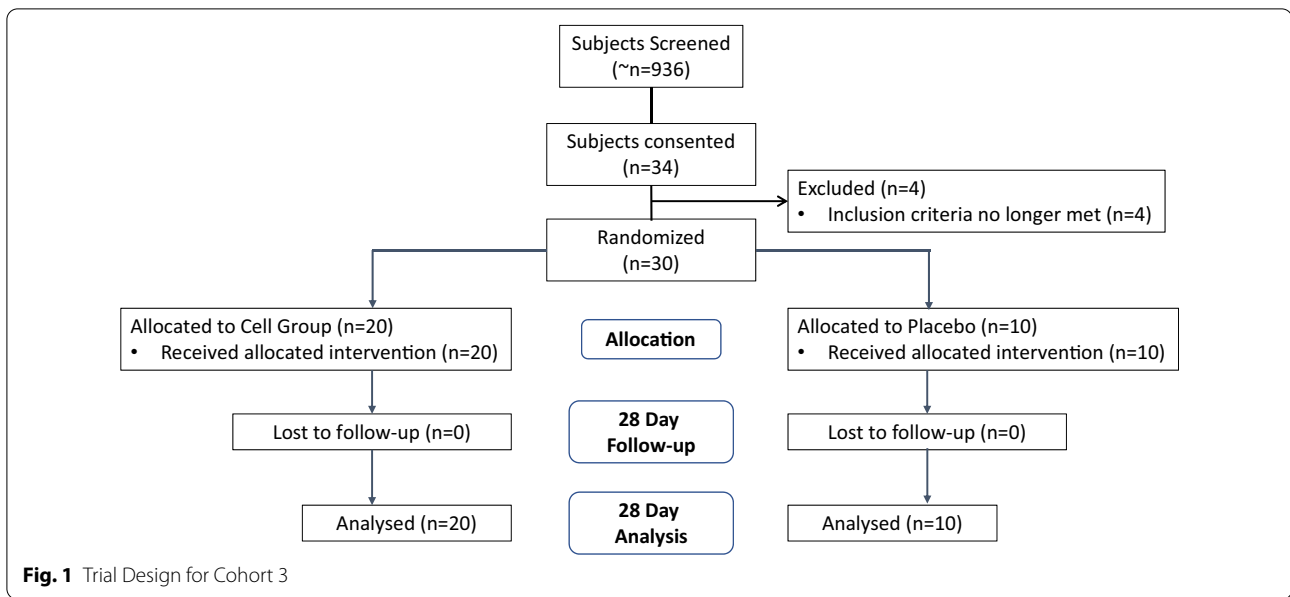 Subjects Screened
(~n=936)
Subjects consented
(n=34)
Excluded (n=4)
• Inclusion criteria no longer met (n=4)
Randomized
(n=30)
Allocated to Cell Group (n=20)
• Received allocated intervention (n=20)
Allocation
Allocated to Placebo (n=10)
• Received allocated intervention (n=10)
Lost to follow-up (n=0)
28 Day
Follow-up
Lost to follow-up (n=0)
Analysed (n=20)
28 Day
Analysis
Analysed (n=10)
Fig. 1 Trial Design for Cohort 3